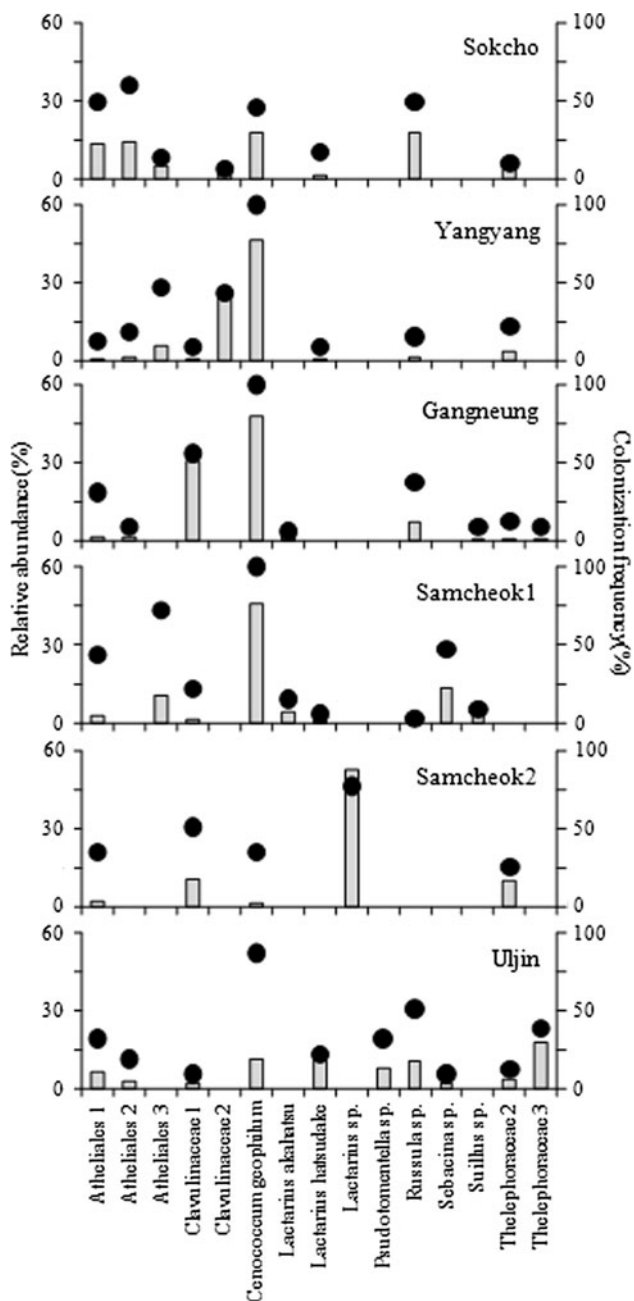 60 100
Sokcho
30 50
0 0
60 100
Yangyang
30 50
0 0
60 100
Gangneung
30 50
0 0
Relative abundance(%)
Colonization frequency(%)
60 100
Samcheok1
30 50
0 0
60 100
Samcheok2
30 50
0 0
60 100
Uljin
30 50
0 0
Atheliales 1
Atheliales 2
Atheliales 3
Clavulinaceae 1
Clavulinaceae 2
Cenococcum geophilum
Lactarius akahatsu
Lactarius hatsudake
Lactarius sp.
Psudotomentella sp.
Russula sp.
Sebacina sp.
Suillus sp.
Thelephoraceae 2
Thelephoraceae 3